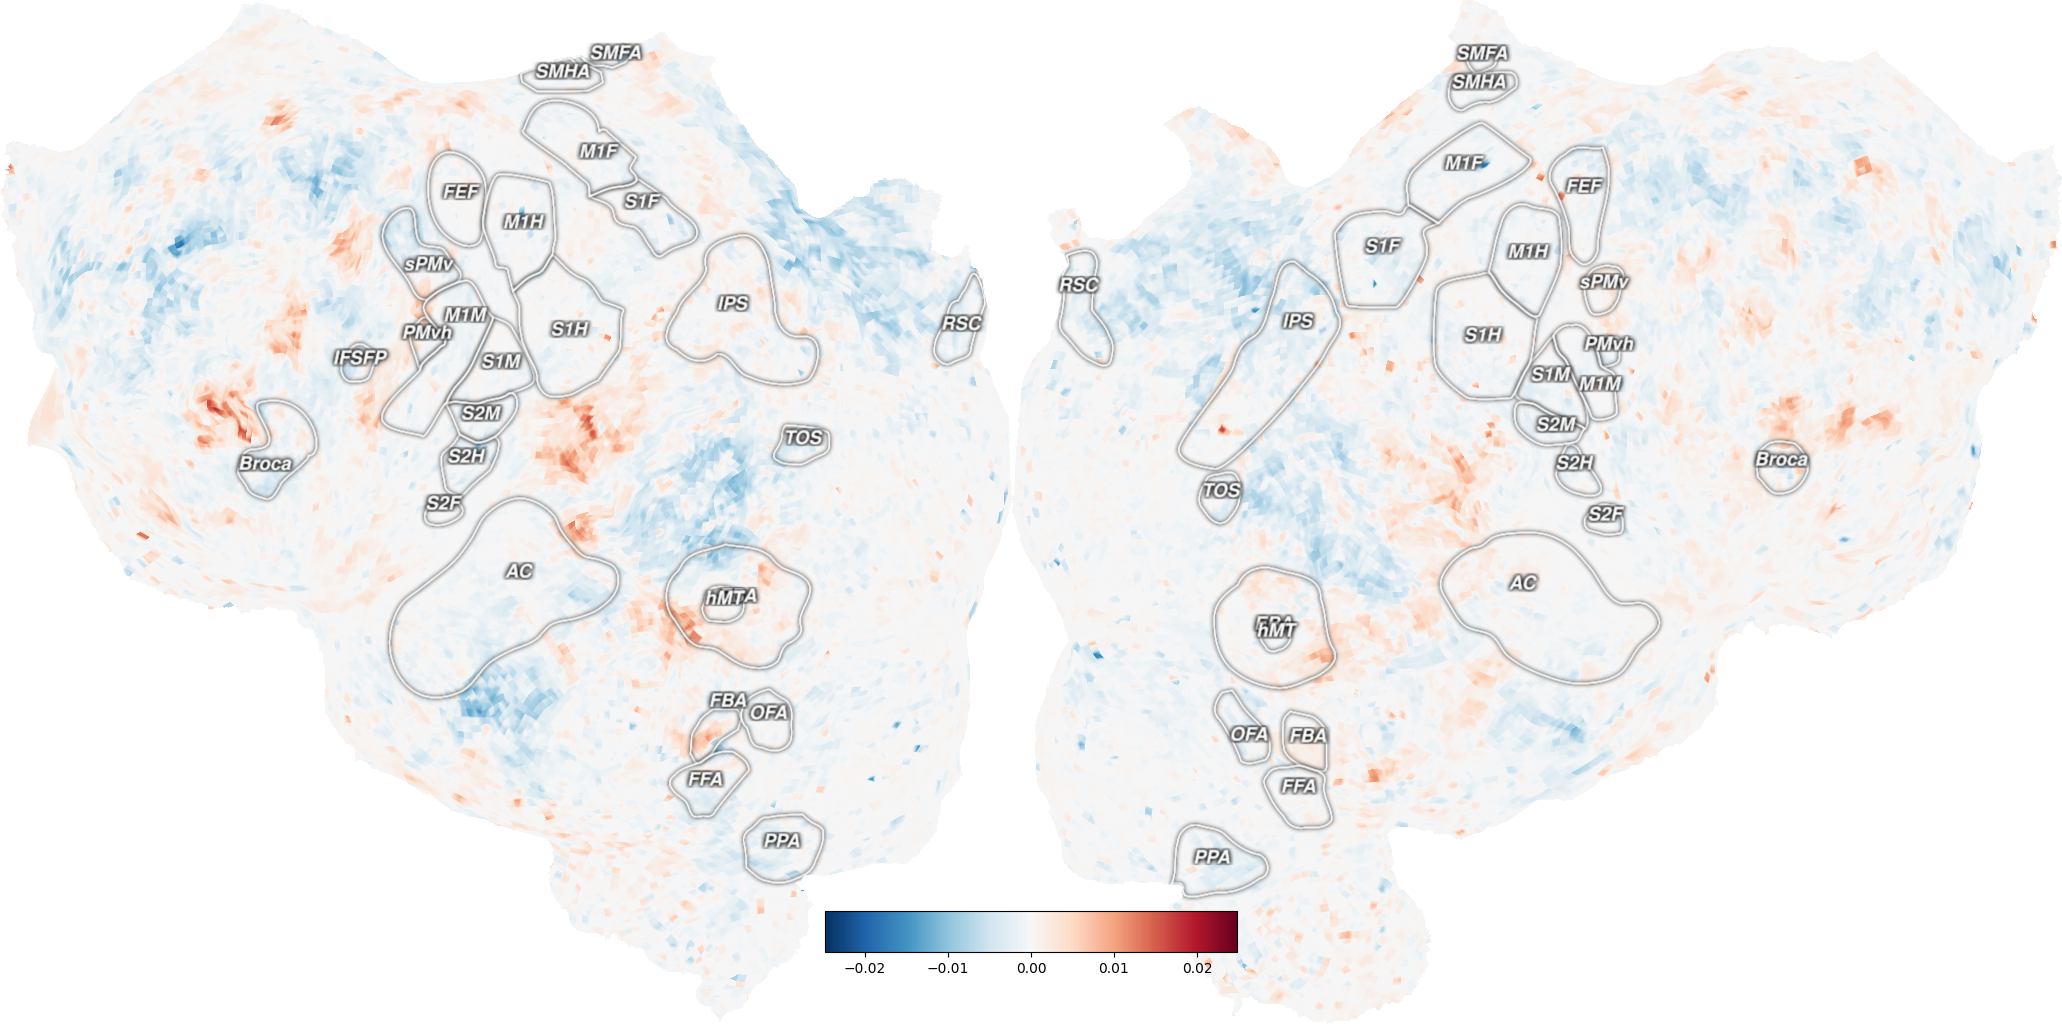 SMFA
SMHA
M1F
FEF
S1F
M1H
sPMv
IPS
M1M
PMvh
S1H
RSC
IFSFP
S1M
S2M
TOS
Broca
S2H
S2F
AC
hMT
FBA
OFA
FFA
PPA
SMFA
SMHA
M1F
FEF
S1F
M1H
RSC
sPMv
IPS
S1H
PMvh
S1M
M1M
S2M
Broca
S2H
TOS
S2F
AC
hMT
OFA
FBA
FFA
PPA
−0.02 −0.01 0.00 0.01 0.02